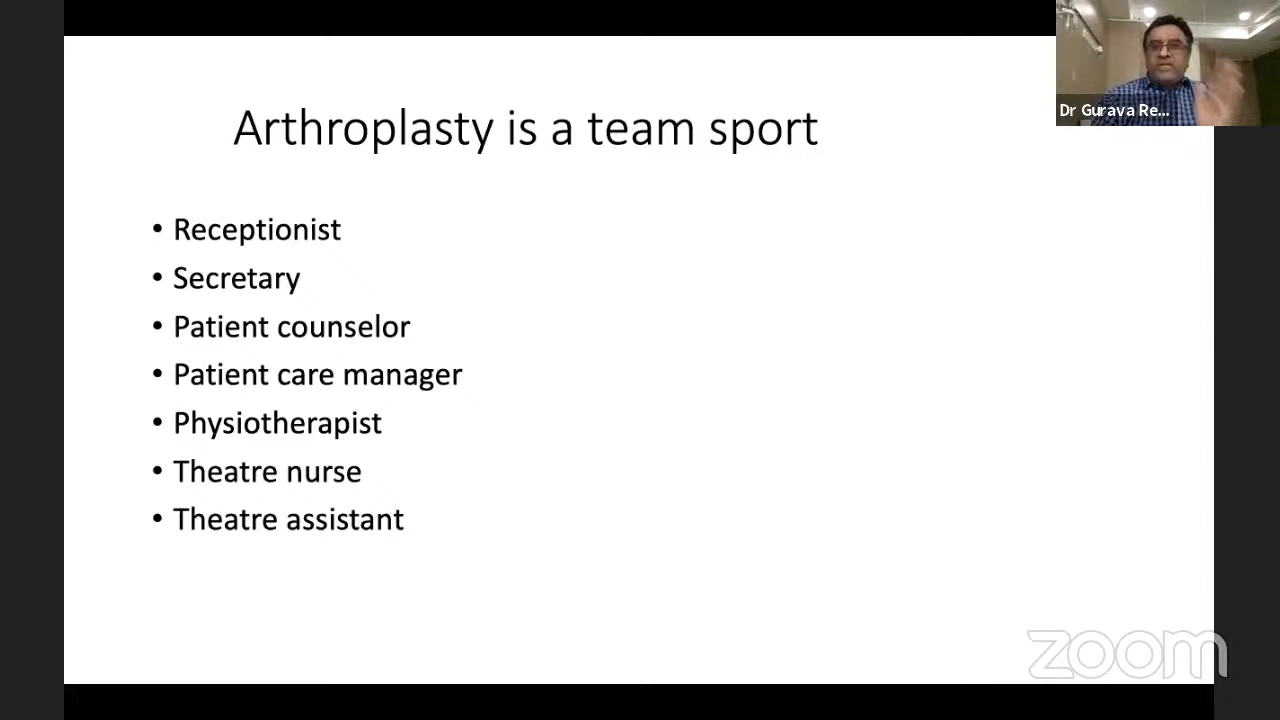 Arthroplasty is a team sport
Dr Gurava Re...
• Receptionist
• Secretary
• Patient counselor
• Patient care manager
• Physiotherapist
• Theatre nurse
• Theatre assistant
zoom